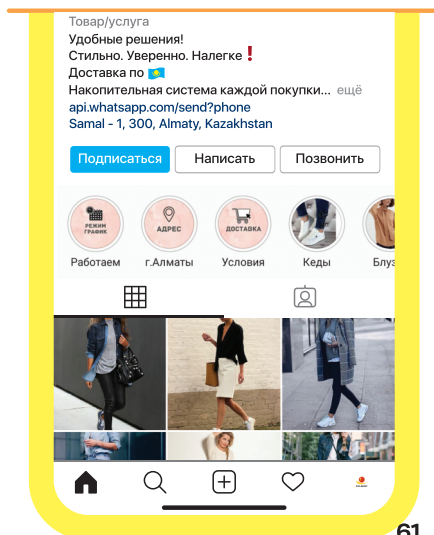 Товар/услуга
Удобные решения!
Стильно. Уверенно. Налегке❗
Доставка по 🇰🇿
Накопительная система каждой покупки... ещё
api.whatsapp.com/send?phone
Samal - 1, 300, Almaty, Kazakhstan
Подписаться Написать Позвонить
РЕЖИМ
ГРАФИК
АДРЕС
ДОСТАВКА
Работаем г.Алматы Условия Кеды Блуз
61